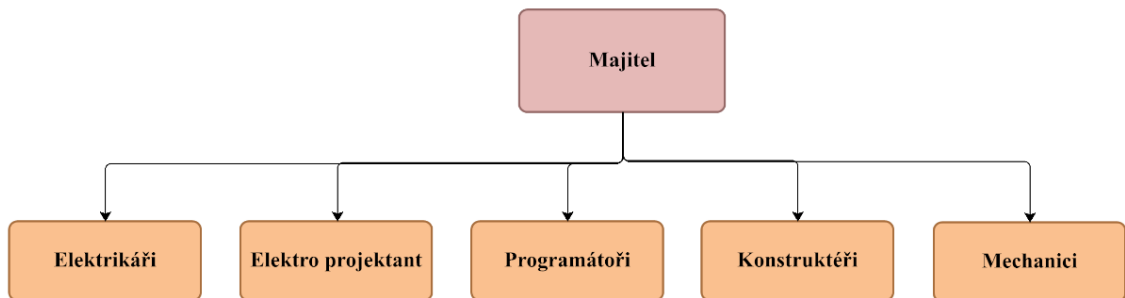 Majitel
Elektrikáři
Elektro projektant
Programátoři
Konstruktéři
Mechanici